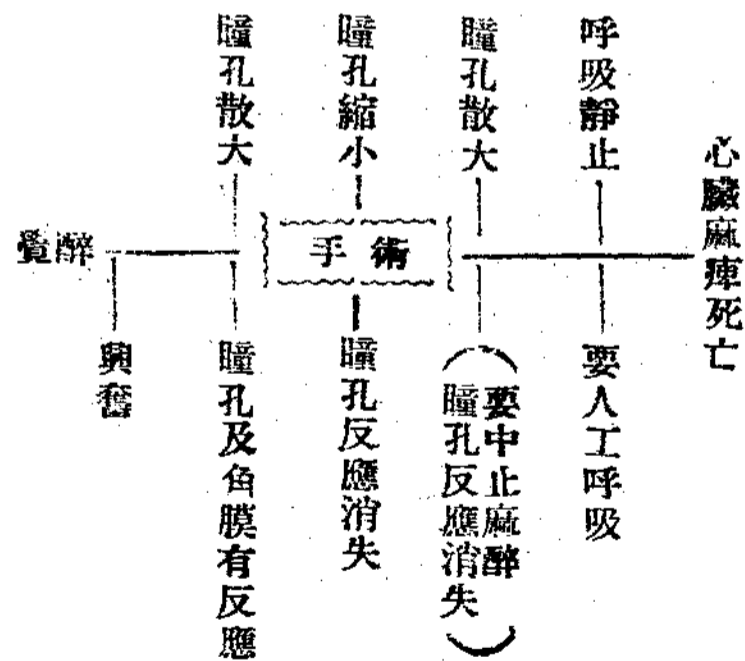 心臟麻痺死亡
呼吸靜止
要人工呼吸
瞳孔散大
要中止麻醉
瞳孔反應消失
瞳孔縮小
手術
瞳孔反應消失
瞳孔散大
瞳孔及角膜有反應
興奮
覺醉